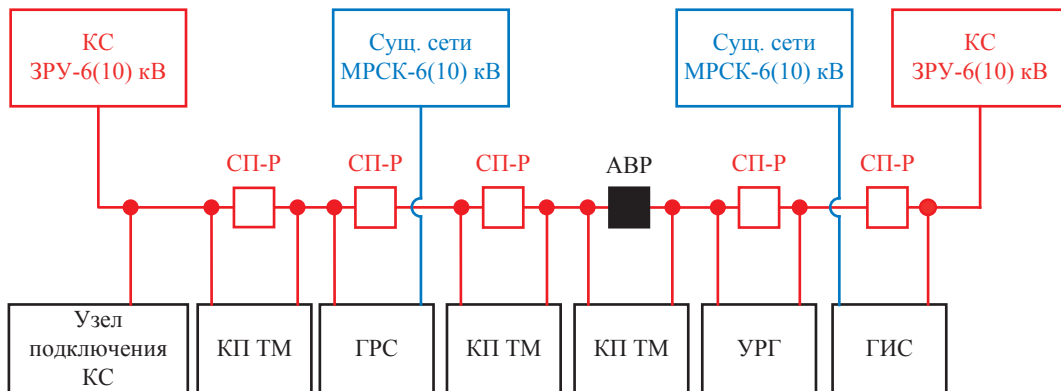 КС
ЗРУ-6(10) кВ
Сущ. сети
МРСК-6(10) кВ
Сущ. сети
МРСК-6(10) кВ
КС
ЗРУ-6(10) кВ
СП-Р
СП-Р
СП-Р
АВР
СП-Р
СП-Р
Узел
подключения
КС
КП ТМ
ГРС
КП ТМ
КП ТМ
УРГ
ГИС